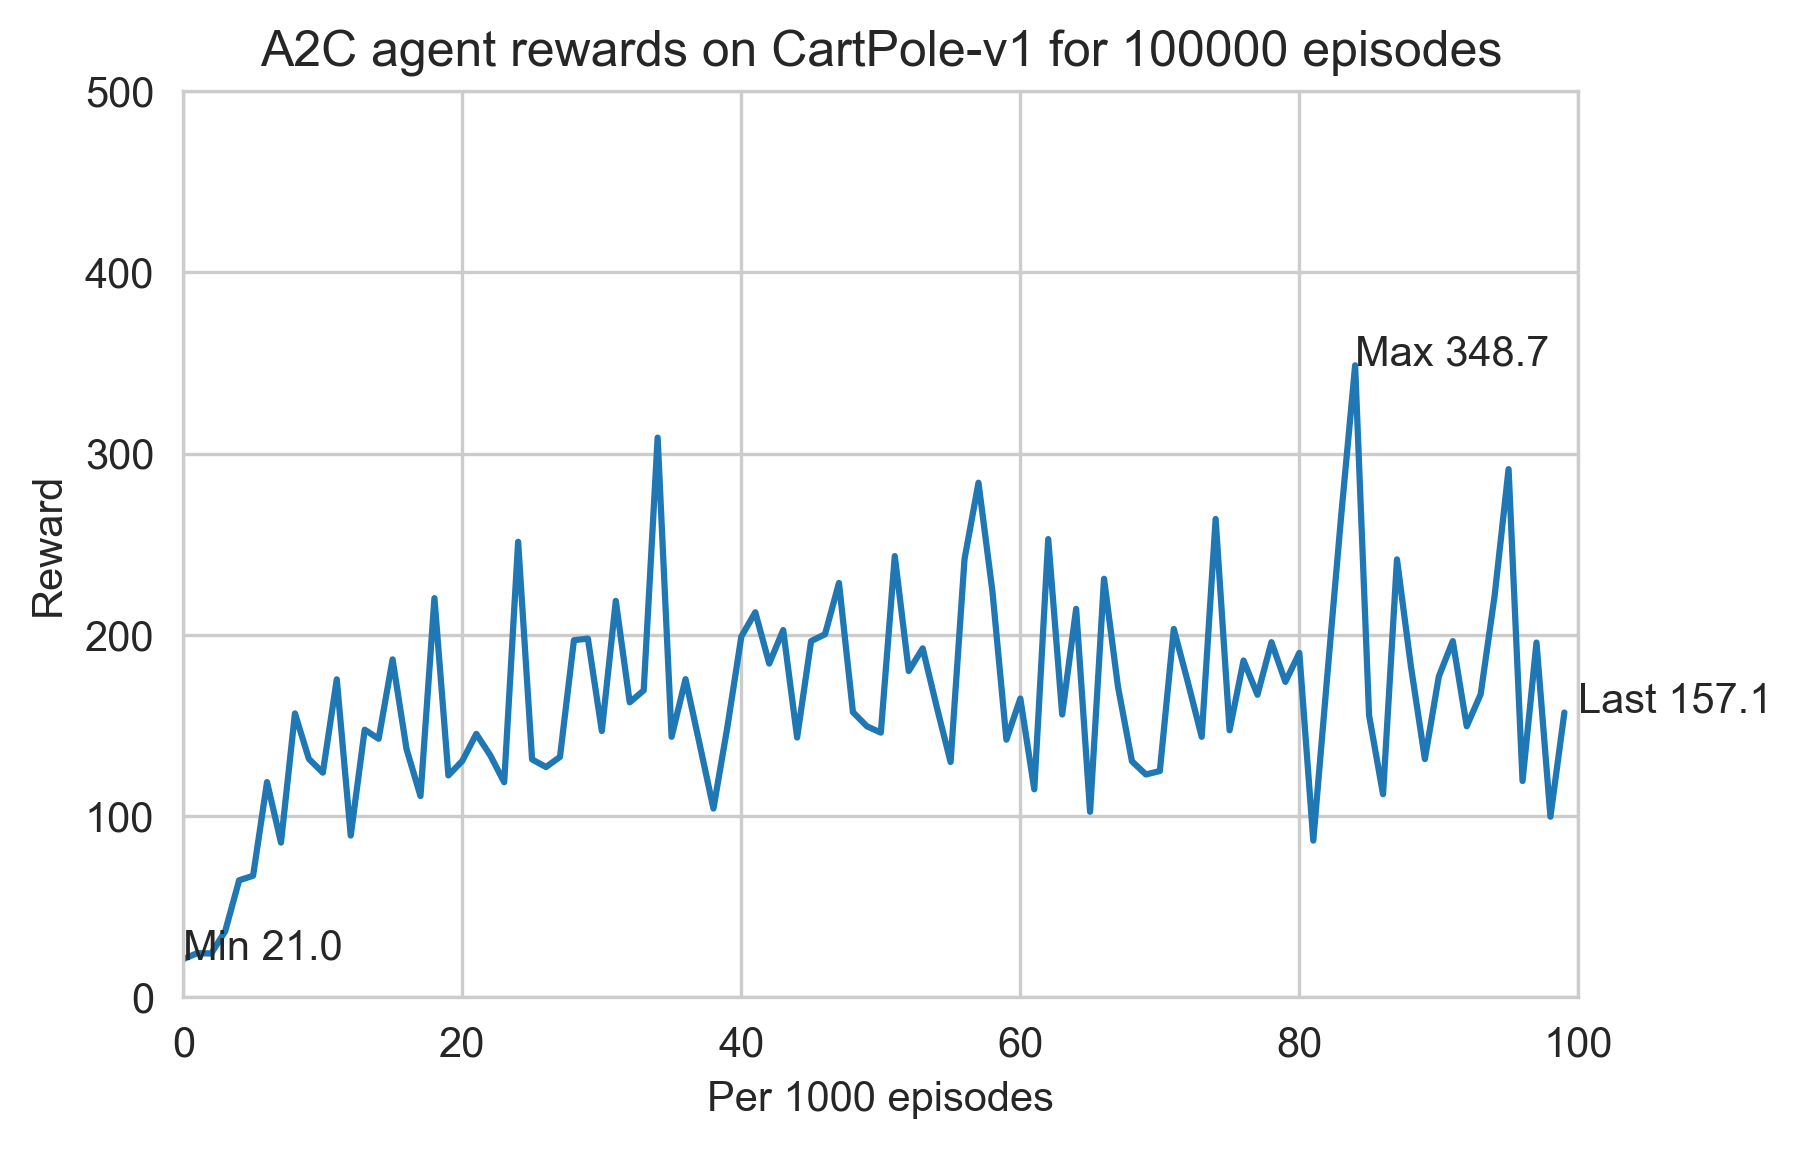 A2C agent rewards on CartPole-v1 for 100000 episodes
500
400
Max 348.7
300
Reward
200
Last 157.1
100
Min 21.0
0
0 20 40 60 80 100
Per 1000 episodes